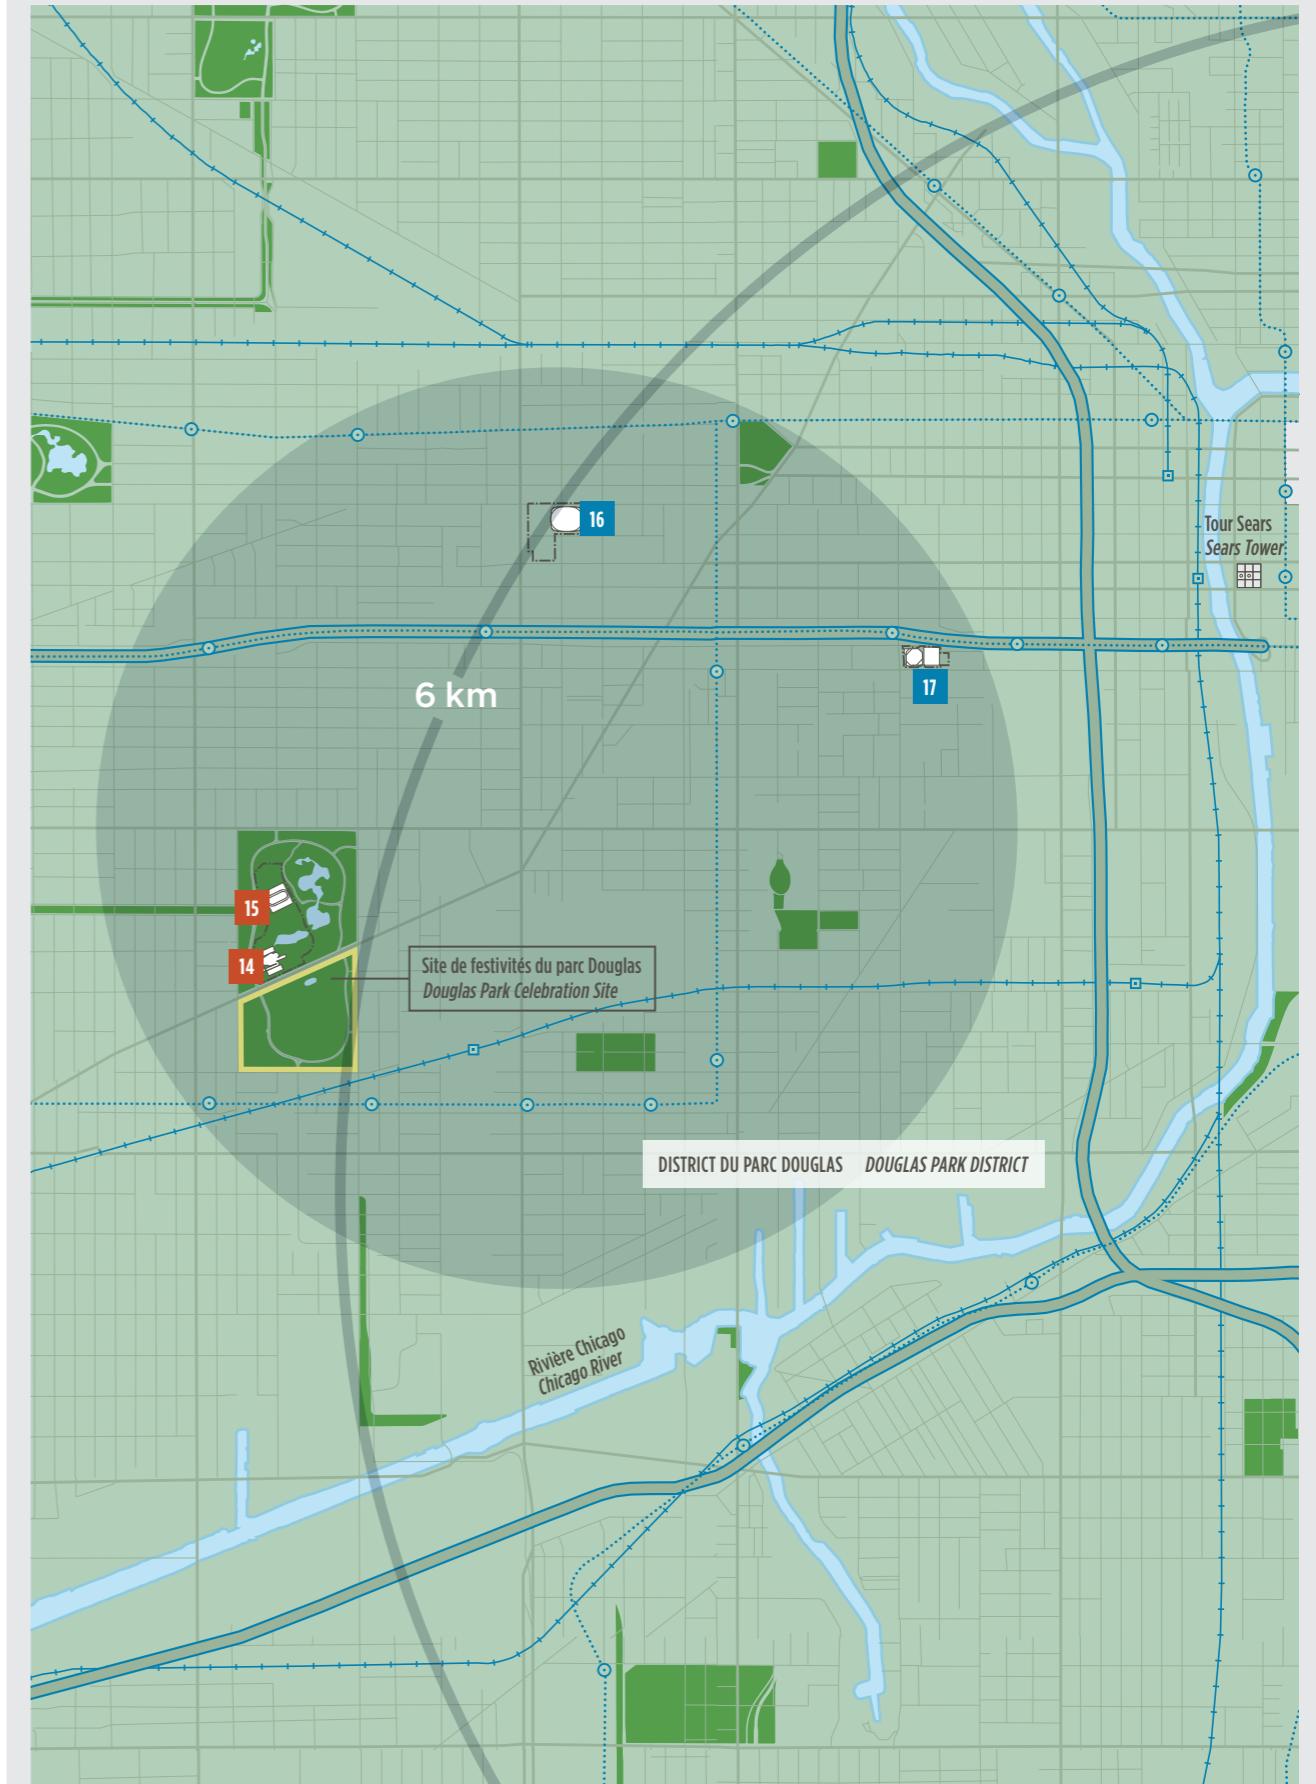 16
Tour Sears
Sears Tower
17
6 km
15
14
Site de festivités du parc Douglas
Douglas Park Celebration Site
DISTRICT DU PARC DOUGLAS DOUGLAS PARK DISTRICT
Rivière Chicago
Chicago River